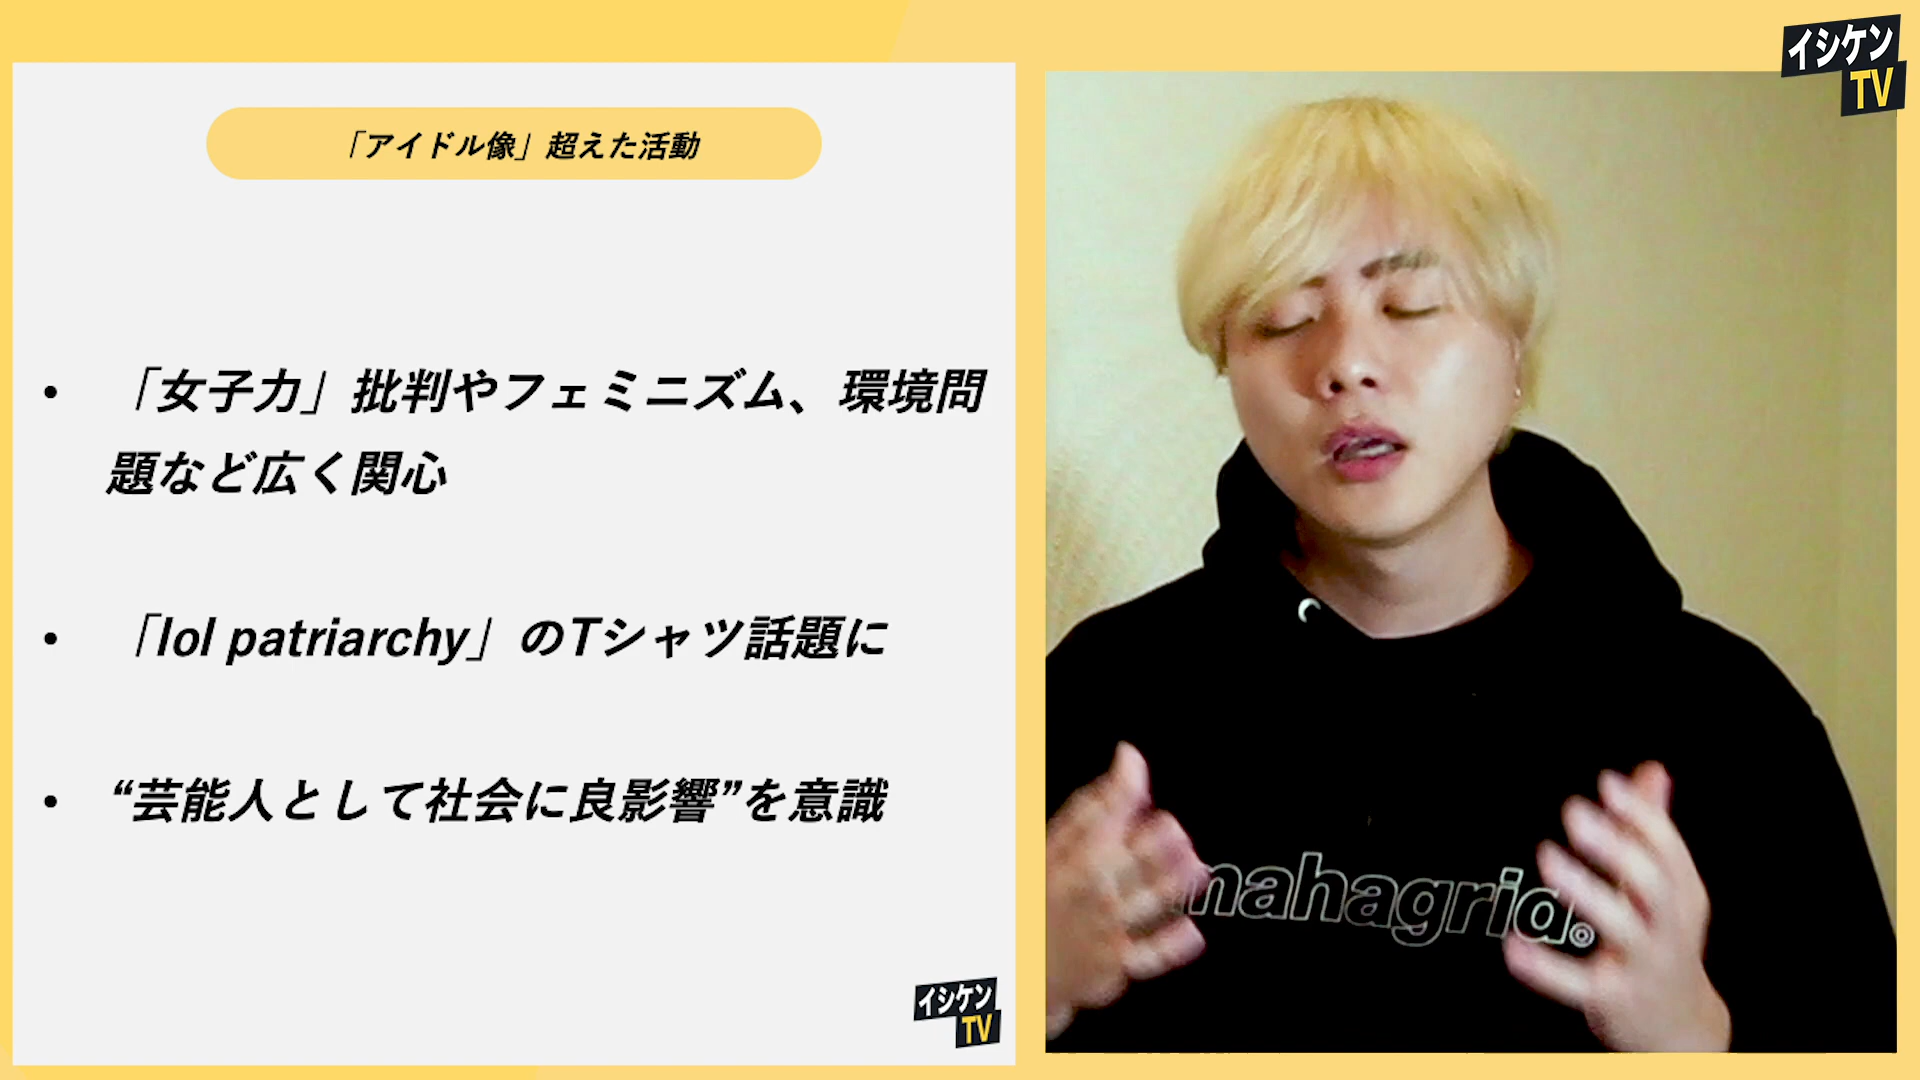 「アイドル像」超えた活動
• 「女子力」批判やフェミニズム、環境問
題など広く関心
• 「lol patriarchy」のTシャツ話題に
• “芸能人として社会に良影響”を意識
イシケン
TV
イシケン
TV
mahagrid